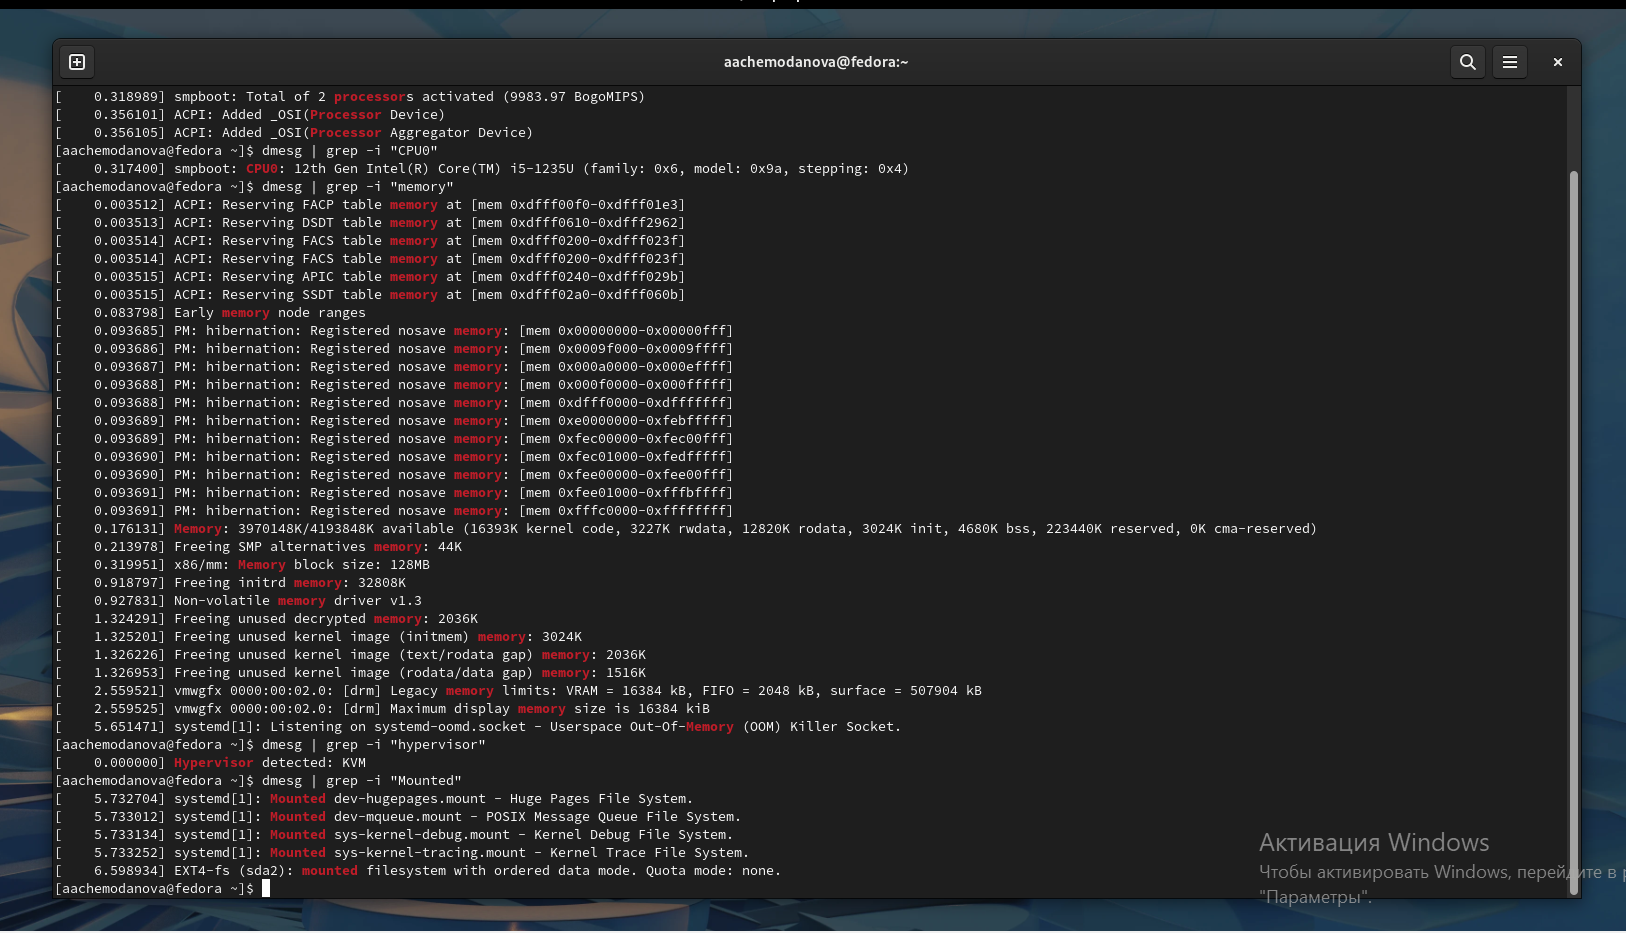 aachemodanova@fedora:~
[    0.318989] smpboot: Total of 2 processors activated (9983.97 BogoMIPS)
[    0.356101] ACPI: Added _OSI(Processor Device)
[    0.356105] ACPI: Added _OSI(Processor Aggregator Device)
[aachemodanova@fedora ~]$ dmesg | grep -i "CPU0"
[    0.317400] smpboot: CPU0: 12th Gen Intel(R) Core(TM) i5-1235U (family: 0x6, model: 0x9a, stepping: 0x4)
[aachemodanova@fedora ~]$ dmesg | grep -i "memory"
[    0.003512] ACPI: Reserving FACP table memory at [mem 0xdfff00f0-0xdfff01e3]
[    0.003513] ACPI: Reserving DSDT table memory at [mem 0xdfff0610-0xdfff2962]
[    0.003514] ACPI: Reserving FACS table memory at [mem 0xdfff0200-0xdfff023f]
[    0.003514] ACPI: Reserving FACS table memory at [mem 0xdfff0200-0xdfff023f]
[    0.003515] ACPI: Reserving APIC table memory at [mem 0xdfff0240-0xdfff029b]
[    0.003515] ACPI: Reserving SSDT table memory at [mem 0xdfff02a0-0xdfff060b]
[    0.083798] Early memory node ranges
[    0.093685] PM: hibernation: Registered nosave memory: [mem 0x00000000-0x00000fff]
[    0.093686] PM: hibernation: Registered nosave memory: [mem 0x0009f000-0x0009ffff]
[    0.093687] PM: hibernation: Registered nosave memory: [mem 0x000a0000-0x000effff]
[    0.093688] PM: hibernation: Registered nosave memory: [mem 0x000f0000-0x000fffff]
[    0.093688] PM: hibernation: Registered nosave memory: [mem 0xdfff0000-0xdfffffff]
[    0.093689] PM: hibernation: Registered nosave memory: [mem 0xe0000000-0xfebfffff]
[    0.093689] PM: hibernation: Registered nosave memory: [mem 0xfec00000-0xfec00fff]
[    0.093690] PM: hibernation: Registered nosave memory: [mem 0xfec01000-0xfedfffff]
[    0.093690] PM: hibernation: Registered nosave memory: [mem 0xfee00000-0xfee00fff]
[    0.093691] PM: hibernation: Registered nosave memory: [mem 0xfee01000-0xfffbffff]
[    0.093691] PM: hibernation: Registered nosave memory: [mem 0xfffc0000-0xffffffff]
[    0.176131] Memory: 3970148K/4193848K available (16393K kernel code, 3227K rwdata, 12820K rodata, 3024K init, 4680K bss, 223440K reserved, 0K cma-reserved)
[    0.213978] Freeing SMP alternatives memory: 44K
[    0.319951] x86/mm: Memory block size: 128MB
[    0.918797] Freeing initrd memory: 32808K
[    0.927831] Non-volatile memory driver v1.3
[    1.324291] Freeing unused decrypted memory: 2036K
[    1.325201] Freeing unused kernel image (initmem) memory: 3024K
[    1.326226] Freeing unused kernel image (text/rodata gap) memory: 2036K
[    1.326953] Freeing unused kernel image (rodata/data gap) memory: 1516K
[    2.559521] vmwgfx 0000:00:02.0: [drm] Legacy memory limits: VRAM = 16384 kB, FIFO = 2048 kB, surface = 507904 kB
[    2.559525] vmwgfx 0000:00:02.0: [drm] Maximum display memory size is 16384 kiB
[    5.651471] systemd[1]: Listening on systemd-oomd.socket - Userspace Out-Of-Memory (OOM) Killer Socket.
[aachemodanova@fedora ~]$ dmesg | grep -i "hypervisor"
[    0.000000] Hypervisor detected: KVM
[aachemodanova@fedora ~]$ dmesg | grep -i "Mounted"
[    5.732704] systemd[1]: Mounted dev-hugepages.mount - Huge Pages File System.
[    5.733012] systemd[1]: Mounted dev-mqueue.mount - POSIX Message Queue File System.
[    5.733134] systemd[1]: Mounted sys-kernel-debug.mount - Kernel Debug File System.
[    5.733252] systemd[1]: Mounted sys-kernel-tracing.mount - Kernel Trace File System.
[    6.598934] EXT4-fs (sda2): mounted filesystem with ordered data mode. Quota mode: none.
[aachemodanova@fedora ~]$
Активация Windows
Чтобы активировать Windows, перейдите в
"Параметры".